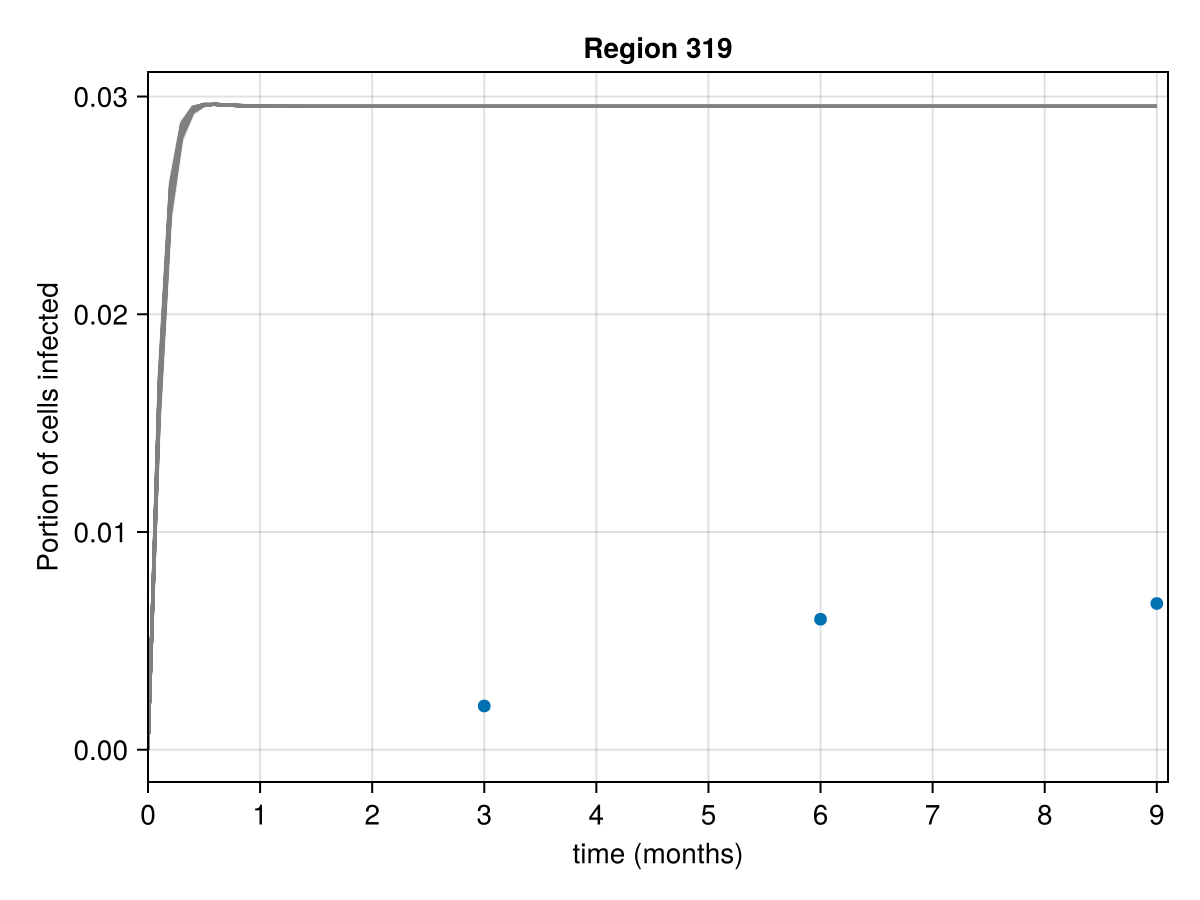 Region 319
Portion of cells infected
0.03
0.02
0.01
0.00
0 1 2 3 4 5 6 7 8 9
time (months)